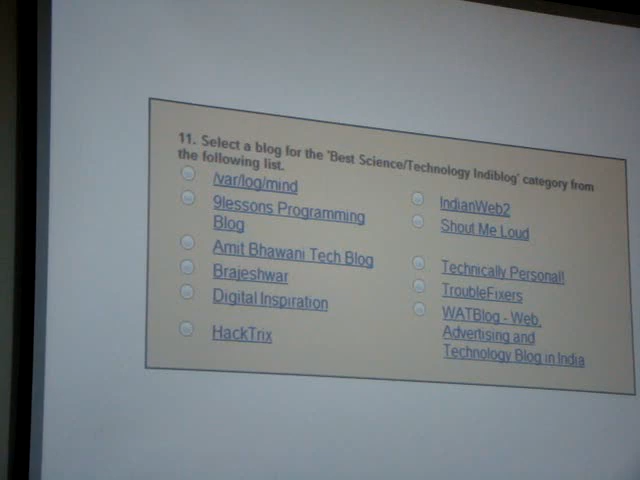 11. Select a blog for the 'Best Science/Technology Indiblog' category from
the following list.
/var/log/mind
9lessons Programming
Blog
Amit Bhawani Tech Blog
Brajeshwar
Digital Inspiration
HackTrix
IndianWeb2
Shout Me Loud
Technically Personal!
TroubleFixers
WATBlog - Web,
Advertising and
Technology Blog in India